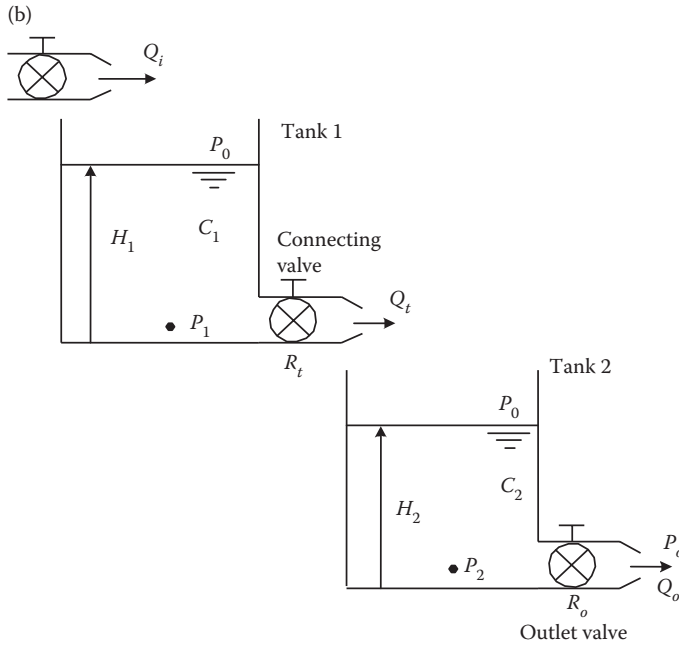 (b)
Q_i
Tank 1
P_0
H_1
C_1
Connecting
valve
P_1
Q_t
R_t
Tank 2
P_0
C_2
H_2
P_2
P_o
Q_o
R_o
Outlet valve